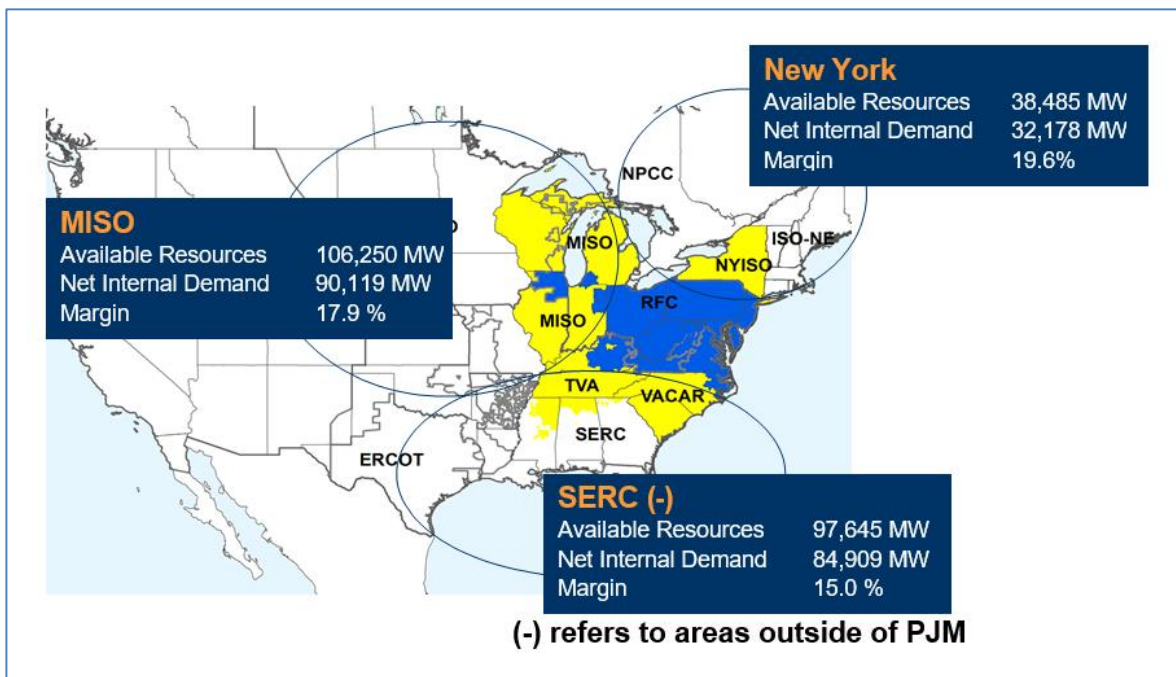 New York
Available Resources 38,485 MW
Net Internal Demand 32,178 MW
Margin 19.6%
NPCC
MISO
Available Resources 106,250 MW
Net Internal Demand 90,119 MW
Margin 17.9 %
MISO
ISO-NE
NYISO
RFC
MISO
TVA
VACAR
SERC
ERCOT
SERC (-)
Available Resources 97,645 MW
Net Internal Demand 84,909 MW
Margin 15.0 %
(-) refers to areas outside of PJM